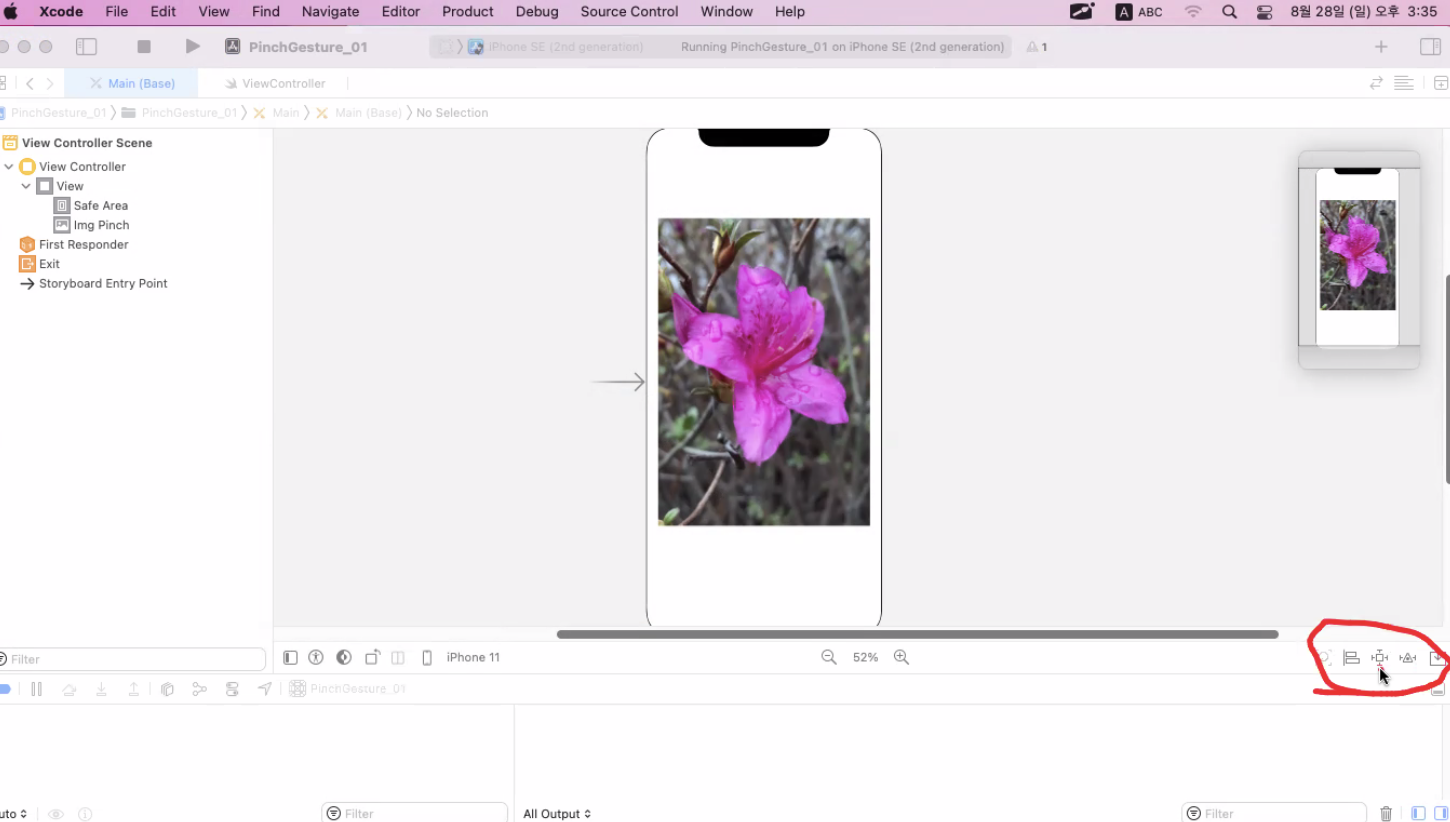 Xcode File Edit View Find Navigate Editor Product Debug Source Control Window Help A ABC 8월 28일 (일) 오후 3:35
PinchGesture_01 iPhone SE (2nd generation) Running PinchGesture_01 on iPhone SE (2nd generation) 1
Main (Base) ViewController
PinchGesture_01 PinchGesture_01 Main Main (Base) No Selection
View Controller Scene
View Controller
View
Safe Area
Img Pinch
First Responder
Exit
Storyboard Entry Point
Filter iPhone 11 52%
PinchGesture_01
uto Filter All Output Filter